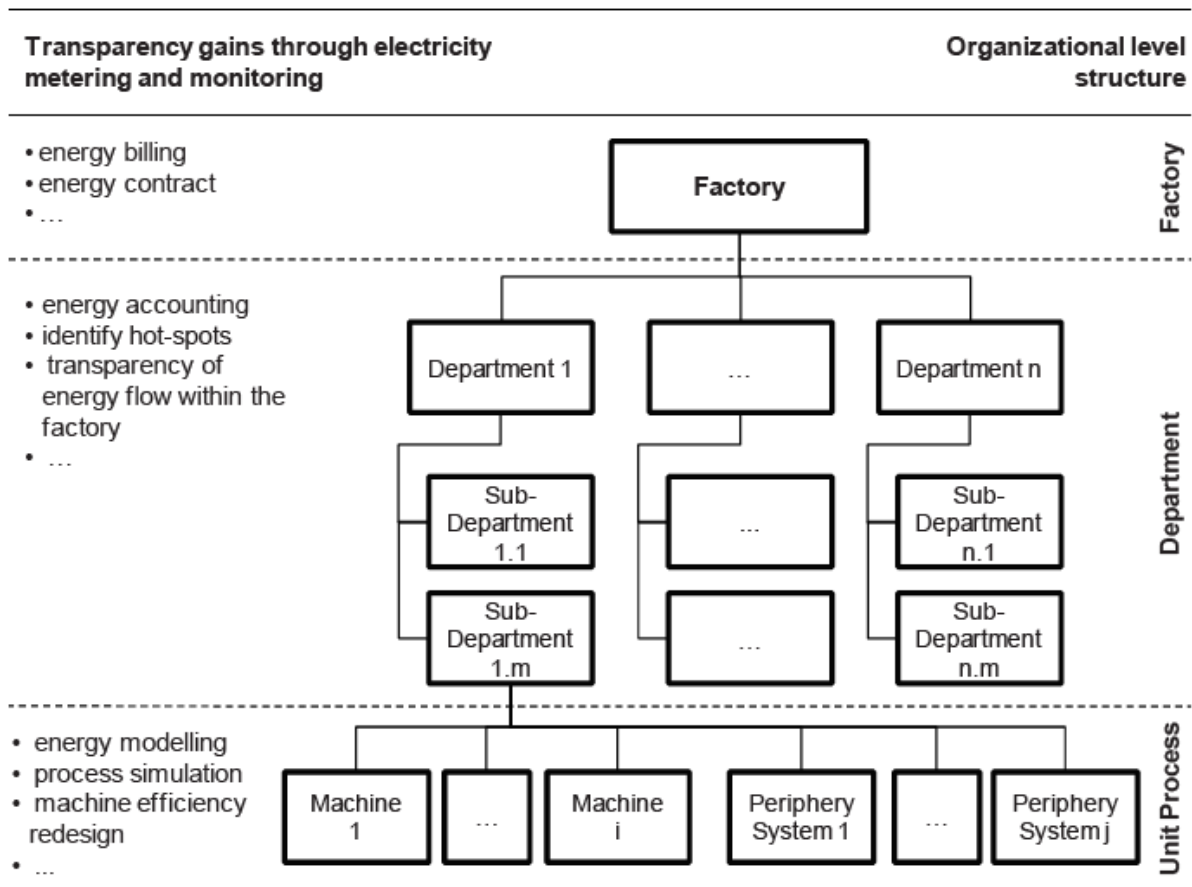 Transparency gains through electricity
metering and monitoring
Organizational level
structure
• energy billing
• energy contract
• ...
Factory
Factory
• energy accounting
• identify hot-spots
• transparency of
energy flow within the
factory
• ...
Department 1
...
Department n
Sub-
Department
1.1
...
Sub-
Department
n.1
Sub-
Department
1.m
...
Sub-
Department
n.m
Department
• energy modelling
• process simulation
• machine efficiency
redesign
• ...
Machine
1
...
Machine
i
Periphery
System 1
...
Periphery
System j
Unit Process